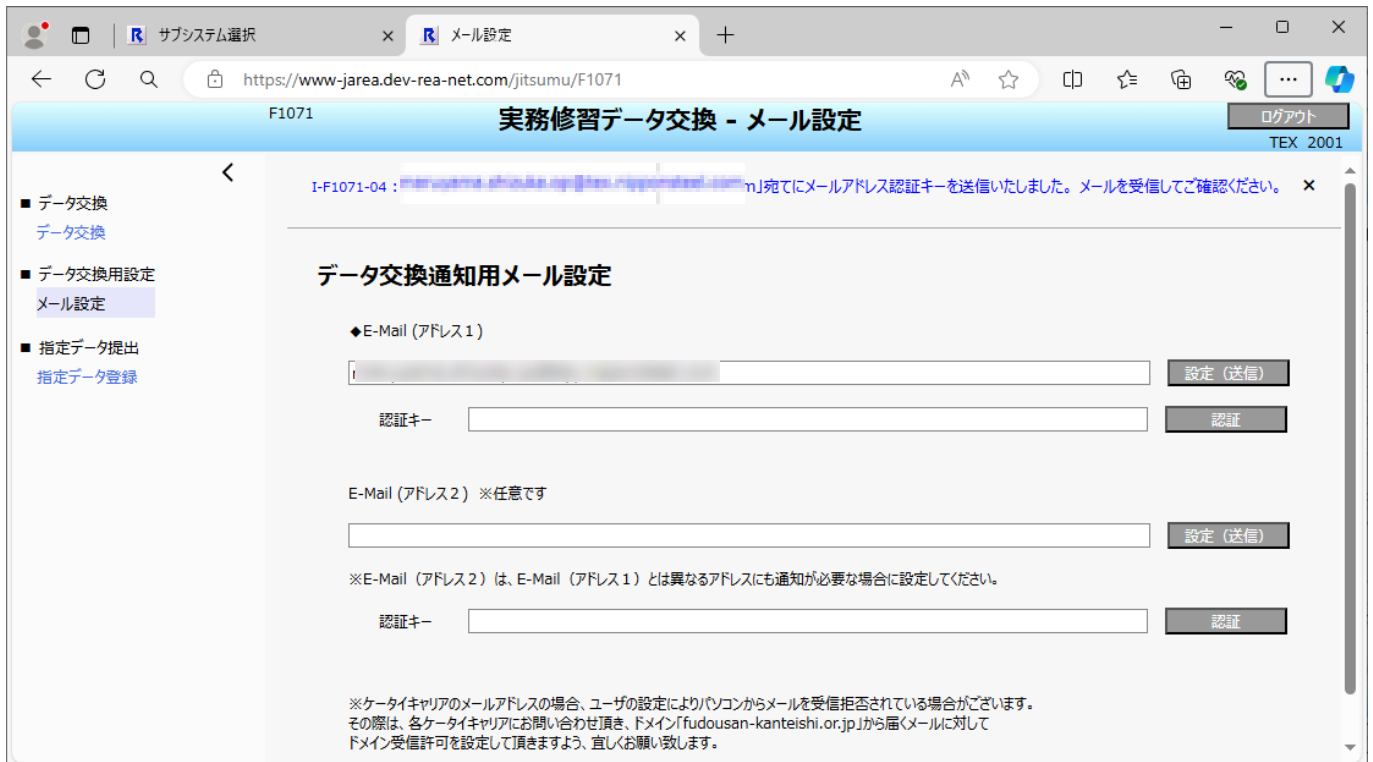 サブシステム選択
メール設定
https://www-jarea.dev-rea-net.com/jitsumu/F1071
F1071
実務修習データ交換 - メール設定
ログアウト
TEX 2001
■ データ交換
データ交換
■ データ交換用設定
メール設定
■ 指定データ提出
指定データ登録
I-F1071-04：m」宛てにメールアドレス認証キーを送信いたしました。メールを受信してご確認ください。 ×
データ交換通知用メール設定
◆E-Mail (アドレス１)
設定（送信）
認証キー
認証
E-Mail (アドレス２) ※任意です
設定（送信）
※E-Mail（アドレス２）は、E-Mail（アドレス１）とは異なるアドレスにも通知が必要な場合に設定してください。
認証キー
認証
※ケータイキャリアのメールアドレスの場合、ユーザの設定によりパソコンからメールを受信拒否されている場合がございます。
その際は、各ケータイキャリアにお問い合わせ頂き、ドメイン「fudousan-kanteishi.or.jp」から届くメールに対して
ドメイン受信許可を設定して頂きますよう、宜しくお願い致します。